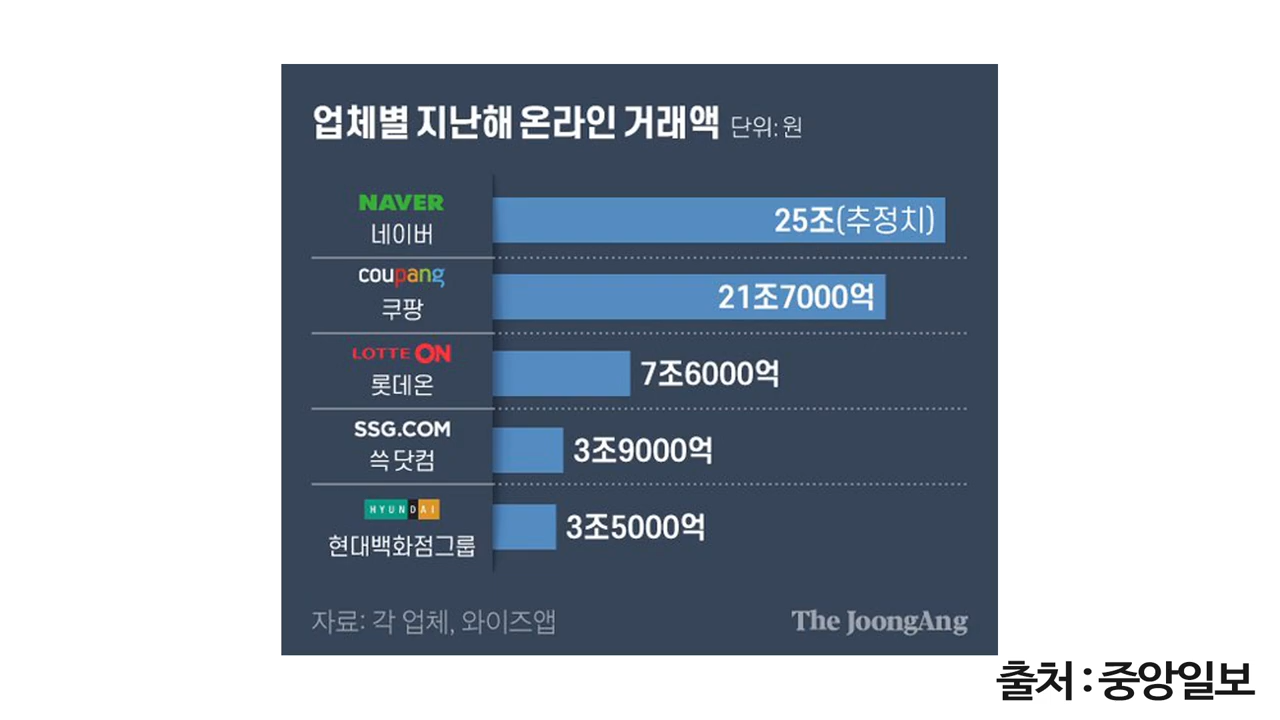 업체별 지난해 온라인 거래액 단위: 원
NAVER
네이버
25조(추정치)
coupang
쿠팡
21조7000억
LOTTE ON
롯데온
7조6000억
SSG.COM
쓱 닷컴
3조9000억
HYUNDAI
현대백화점그룹
3조5000억
자료: 각 업체, 와이즈앱
The JoongAng
출처 : 중앙일보